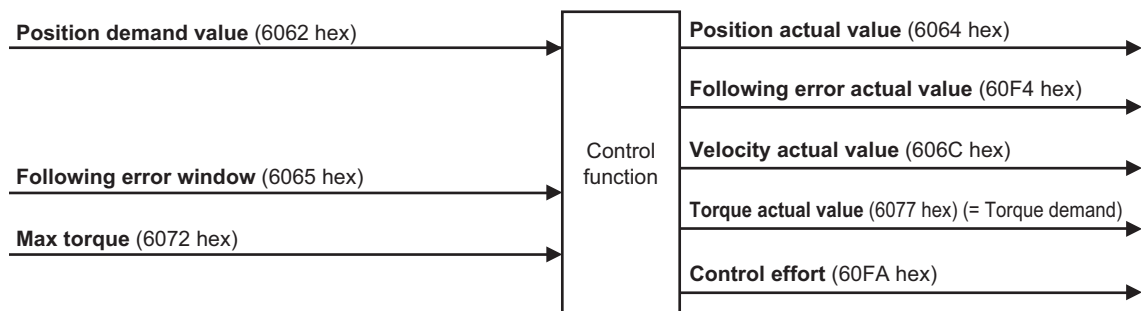 Position demand value (6062 hex)
Following error window (6065 hex)
Max torque (6072 hex)
Control
function
Position actual value (6064 hex)
Following error actual value (60F4 hex)
Velocity actual value (606C hex)
Torque actual value (6077 hex) (= Torque demand)
Control effort (60FA hex)